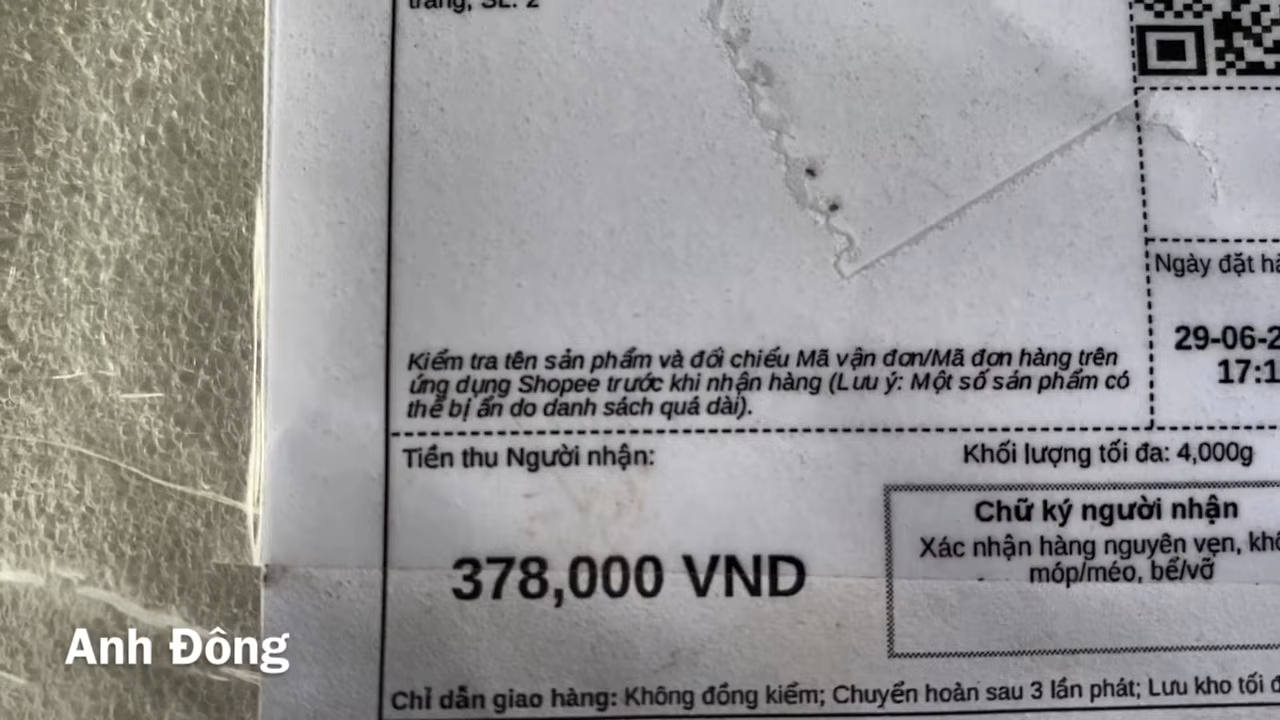 trắng, SL: 2
Ngày đặt
29-06-2
17:1
Kiểm tra tên sản phẩm và đối chiếu Mã vận đơn/Mã đơn hàng trên
ứng dụng Shopee trước khi nhận hàng (Lưu ý: Một số sản phẩm có
thể bị ẩn do danh sách quá dài).
Tiền thu Người nhận:
Khối lượng tối đa: 4,000g
378,000 VND
Chữ ký người nhận
Xác nhận hàng nguyên vẹn,
móp/méo, bể/vỡ
Anh Đông
Chỉ dẫn giao hàng: Không đồng kiểm; Chuyển hoàn sau 3 lần phát; Lưu kho tối